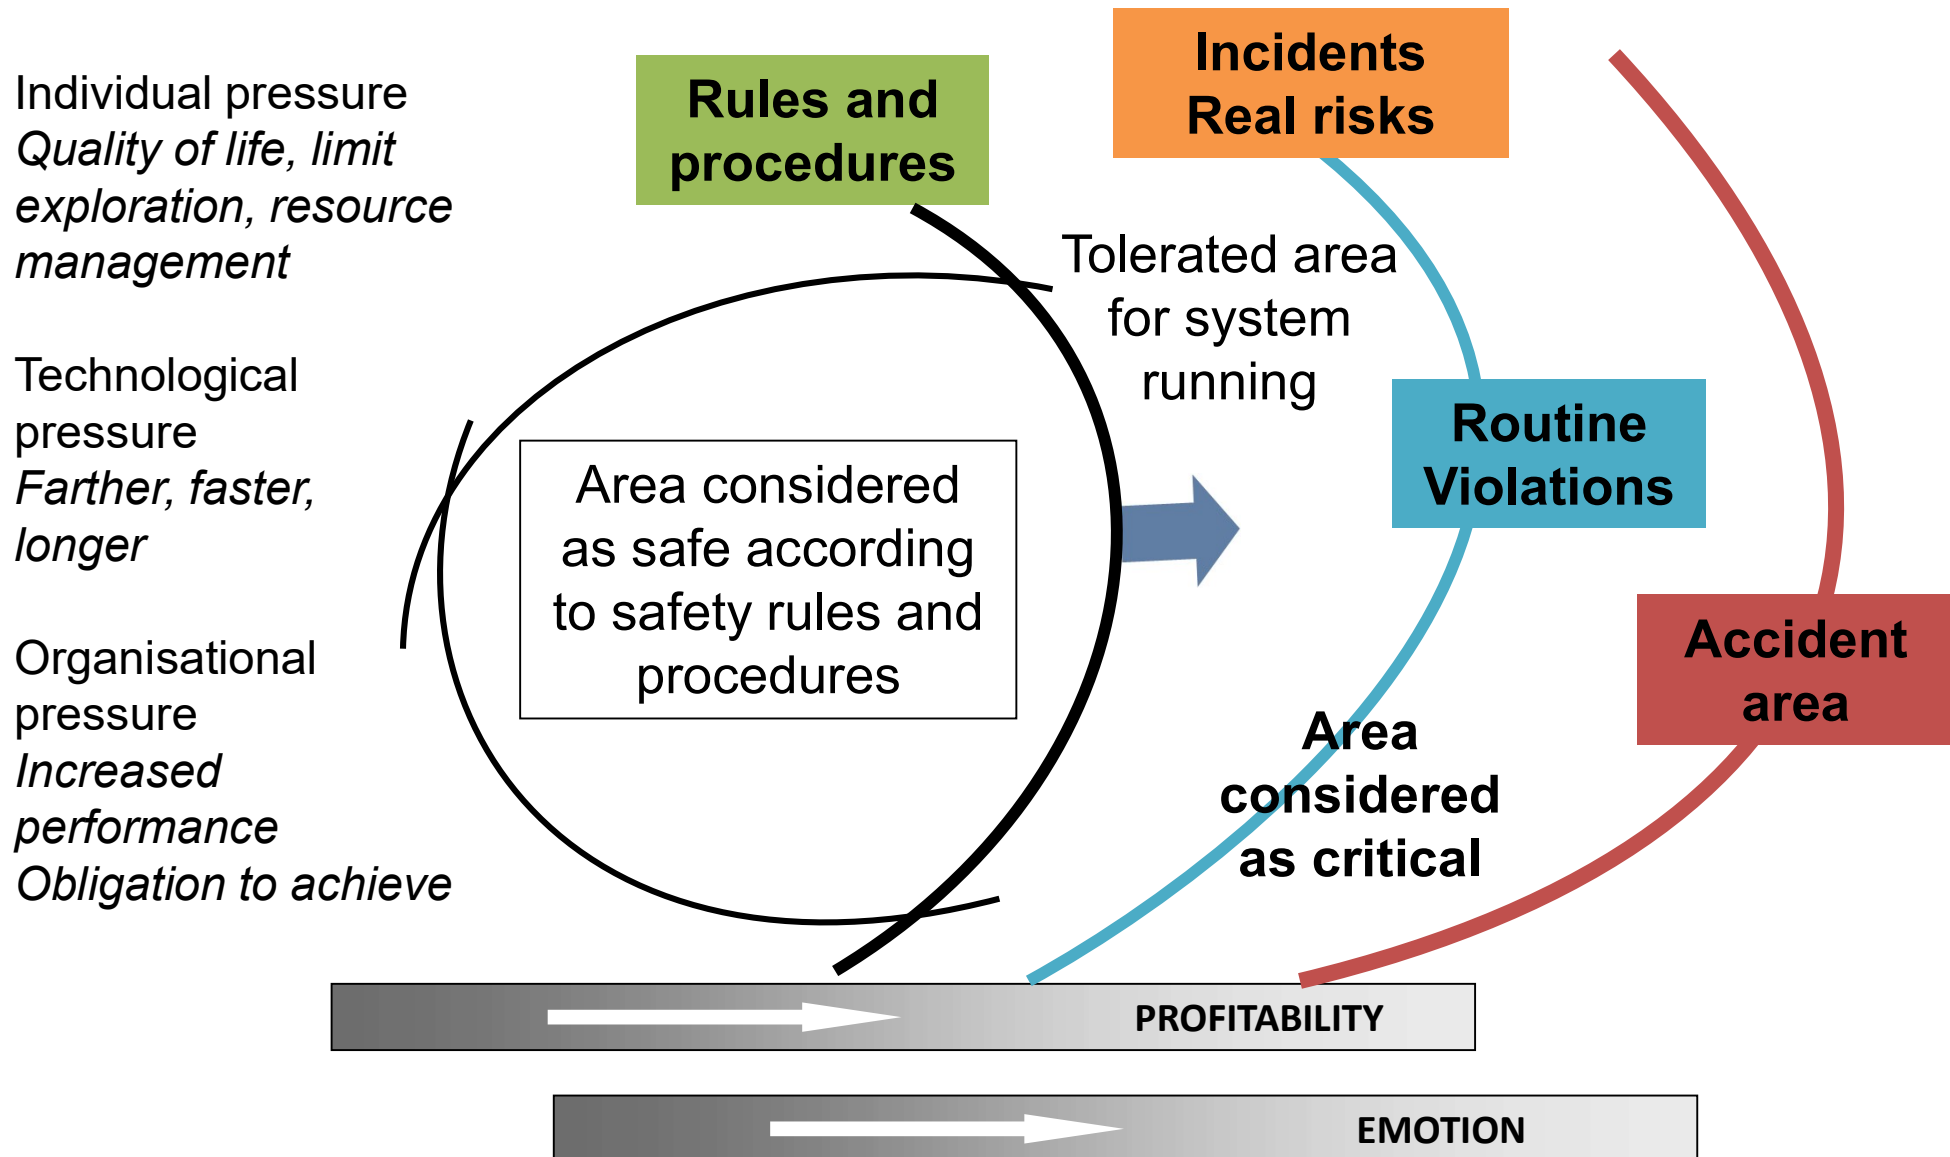 Individual pressure
Quality of life, limit
exploration, resource
management
Technological
pressure
Farther, faster,
longer
Organisational
pressure
Increased
performance
Obligation to achieve
Rules and
procedures
Area considered
as safe according
to safety rules and
procedures
Incidents
Real risks
Tolerated area
for system
running
Routine
Violations
Area
considered
as critical
Accident
area
PROFITABILITY
EMOTION